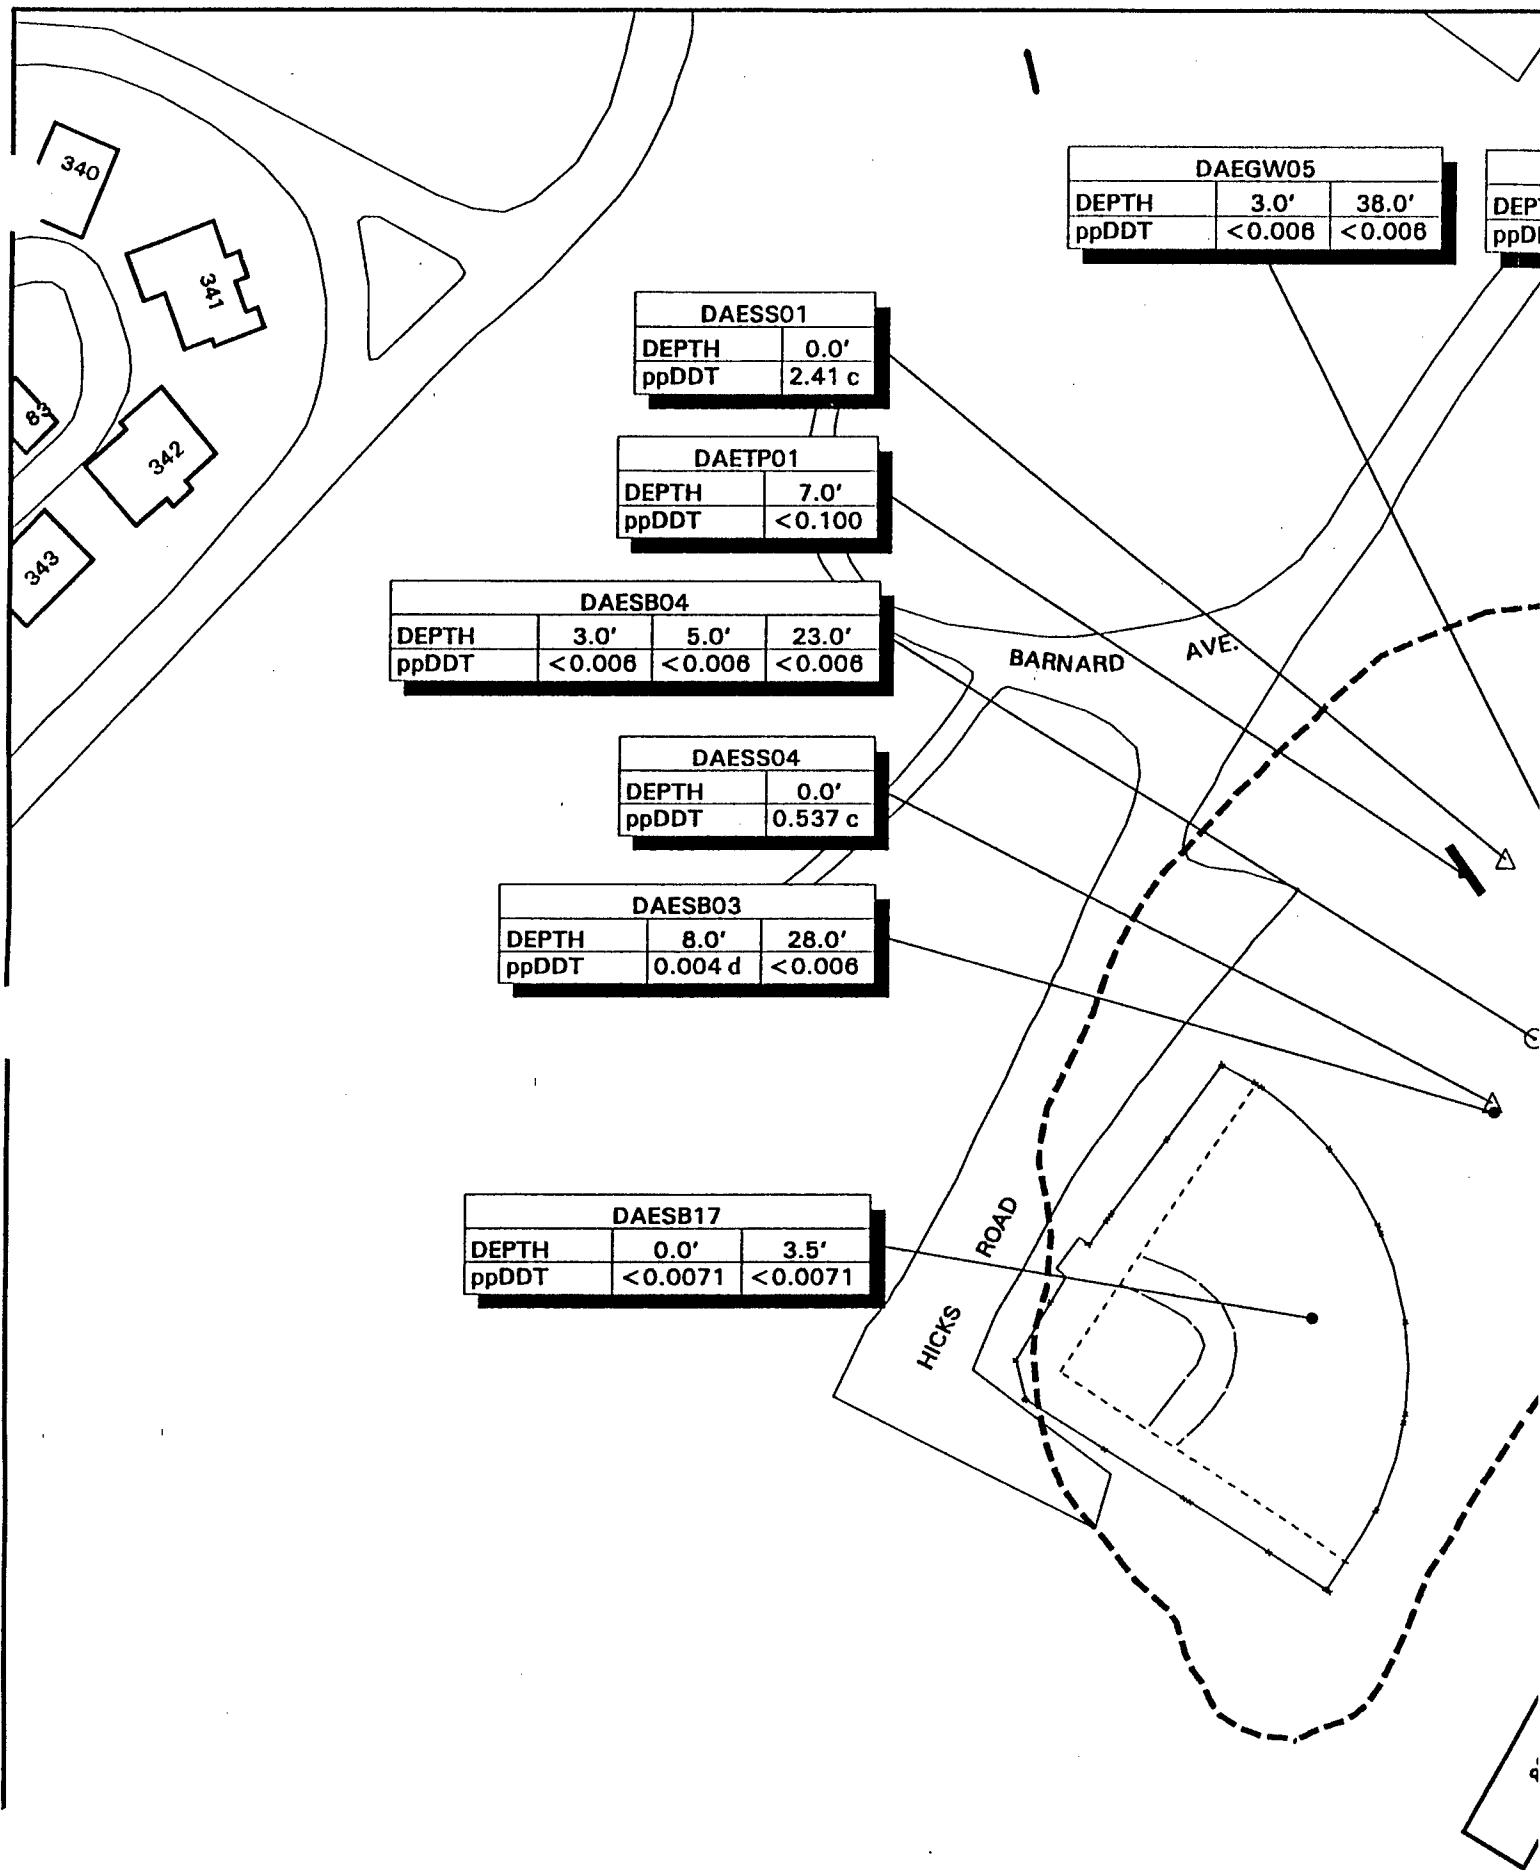 340
341
83
342
343
DAEGW05
DEPTH 3.0' 38.0'
ppDDT <0.006 <0.006
DEPT
ppDD
DAESS01
DEPTH 0.0'
ppDDT 2.41 c
DAETP01
DEPTH 7.0'
ppDDT <0.100
DAESB04
DEPTH 3.0' 5.0' 23.0'
ppDDT <0.006 <0.006 <0.006
BARNARD AVE.
DAESS04
DEPTH 0.0'
ppDDT 0.537 c
DAESB03
DEPTH 8.0' 28.0'
ppDDT 0.004 d <0.006
DAESB17
DEPTH 0.0' 3.5'
ppDDT <0.0071 <0.0071
HICKS ROAD